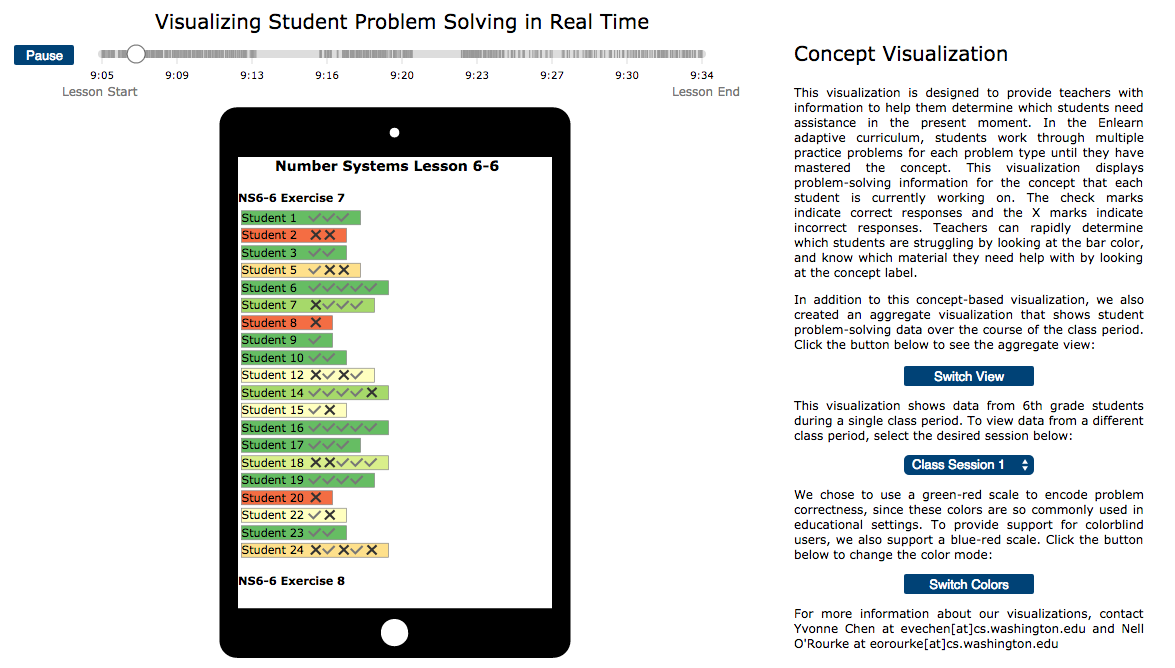 Visualizing Student Problem Solving in Real Time
Pause
9:05 9:09 9:13 9:16 9:20 9:23 9:27 9:30 9:34
Lesson Start Lesson End
Number Systems Lesson 6-6
NS6-6 Exercise 7
Student 1 ✓✓✓
Student 2 ✗✗
Student 3 ✓✓
Student 5 ✓✗✗
Student 6 ✓✓✓✓✓
Student 7 ✗✓✓✓
Student 8 ✗
Student 9 ✓
Student 10 ✓✓
Student 12 ✗✓✗✓
Student 14 ✓✓✓✓✗
Student 15 ✓✗
Student 16 ✓✓✓✓✓
Student 17 ✓✓✓
Student 18 ✗✗✓✓✓
Student 19 ✓✓✓✓
Student 20 ✗
Student 22 ✓✗
Student 23 ✓✓
Student 24 ✗✓✗✓✗
NS6-6 Exercise 8
Concept Visualization
This visualization is designed to provide teachers with
information to help them determine which students need
assistance in the present moment. In the Enlearn
adaptive curriculum, students work through multiple
practice problems for each problem type until they have
mastered the concept. This visualization displays
problem-solving information for the concept that each
student is currently working on. The check marks
indicate correct responses and the X marks indicate
incorrect responses. Teachers can rapidly determine
which students are struggling by looking at the bar color,
and know which material they need help with by looking
at the concept label.
In addition to this concept-based visualization, we also
created an aggregate visualization that shows student
problem-solving data over the course of the class period.
Click the button below to see the aggregate view:
Switch View
This visualization shows data from 6th grade students
during a single class period. To view data from a different
class period, select the desired session below:
Class Session 1
We chose to use a green-red scale to encode problem
correctness, since these colors are so commonly used in
educational settings. To provide support for colorblind
users, we also support a blue-red scale. Click the button
below to change the color mode:
Switch Colors
For more information about our visualizations, contact
Yvonne Chen at evechen[at]cs.washington.edu and Nell
O'Rourke at eorourke[at]cs.washington.edu